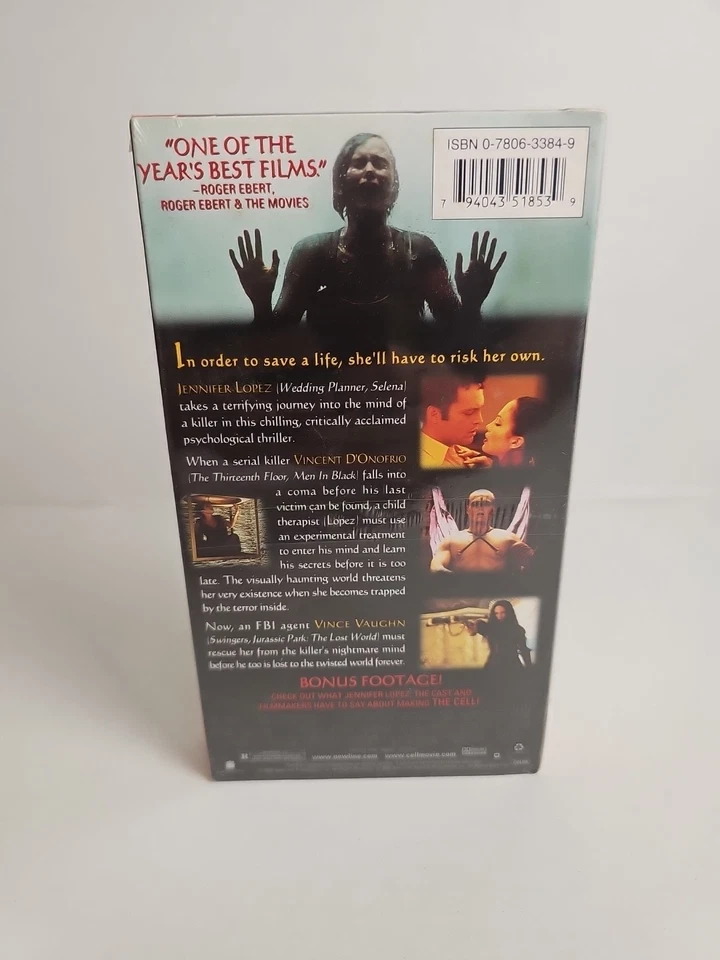 "ONE OF THE
YEAR'S BEST FILMS."
–ROGER EBERT,
ROGER EBERT & THE MOVIES
ISBN 0-7806-3384-9
7 94043 51853 9
In order to save a life, she'll have to risk her own.
JENNIFER LOPEZ (Wedding Planner, Selena)
takes a terrifying journey into the mind of
a killer in this chilling, critically acclaimed
psychological thriller.
When a serial killer VINCENT D'ONOFRIO
(The Thirteenth Floor, Men In Black) falls into
a coma before his last
victim can be found, a child
therapist (Lopez) must use
an experimental treatment
to enter his mind and learn
his secrets before it is too
late. The visually haunting world threatens
her very existence when she becomes trapped
by the terror inside.
Now, an FBI agent VINCE VAUGHN
(Swingers, Jurassic Park: The Lost World) must
rescue her from the killer's nightmare mind
before he too is lost to the twisted world forever.
BONUS FOOTAGE!
CHECK OUT WHAT JENNIFER LOPEZ, THE CAST AND
FILMMAKERS HAVE TO SAY ABOUT MAKING THE CELL!
www.newline.com www.cellmovie.com